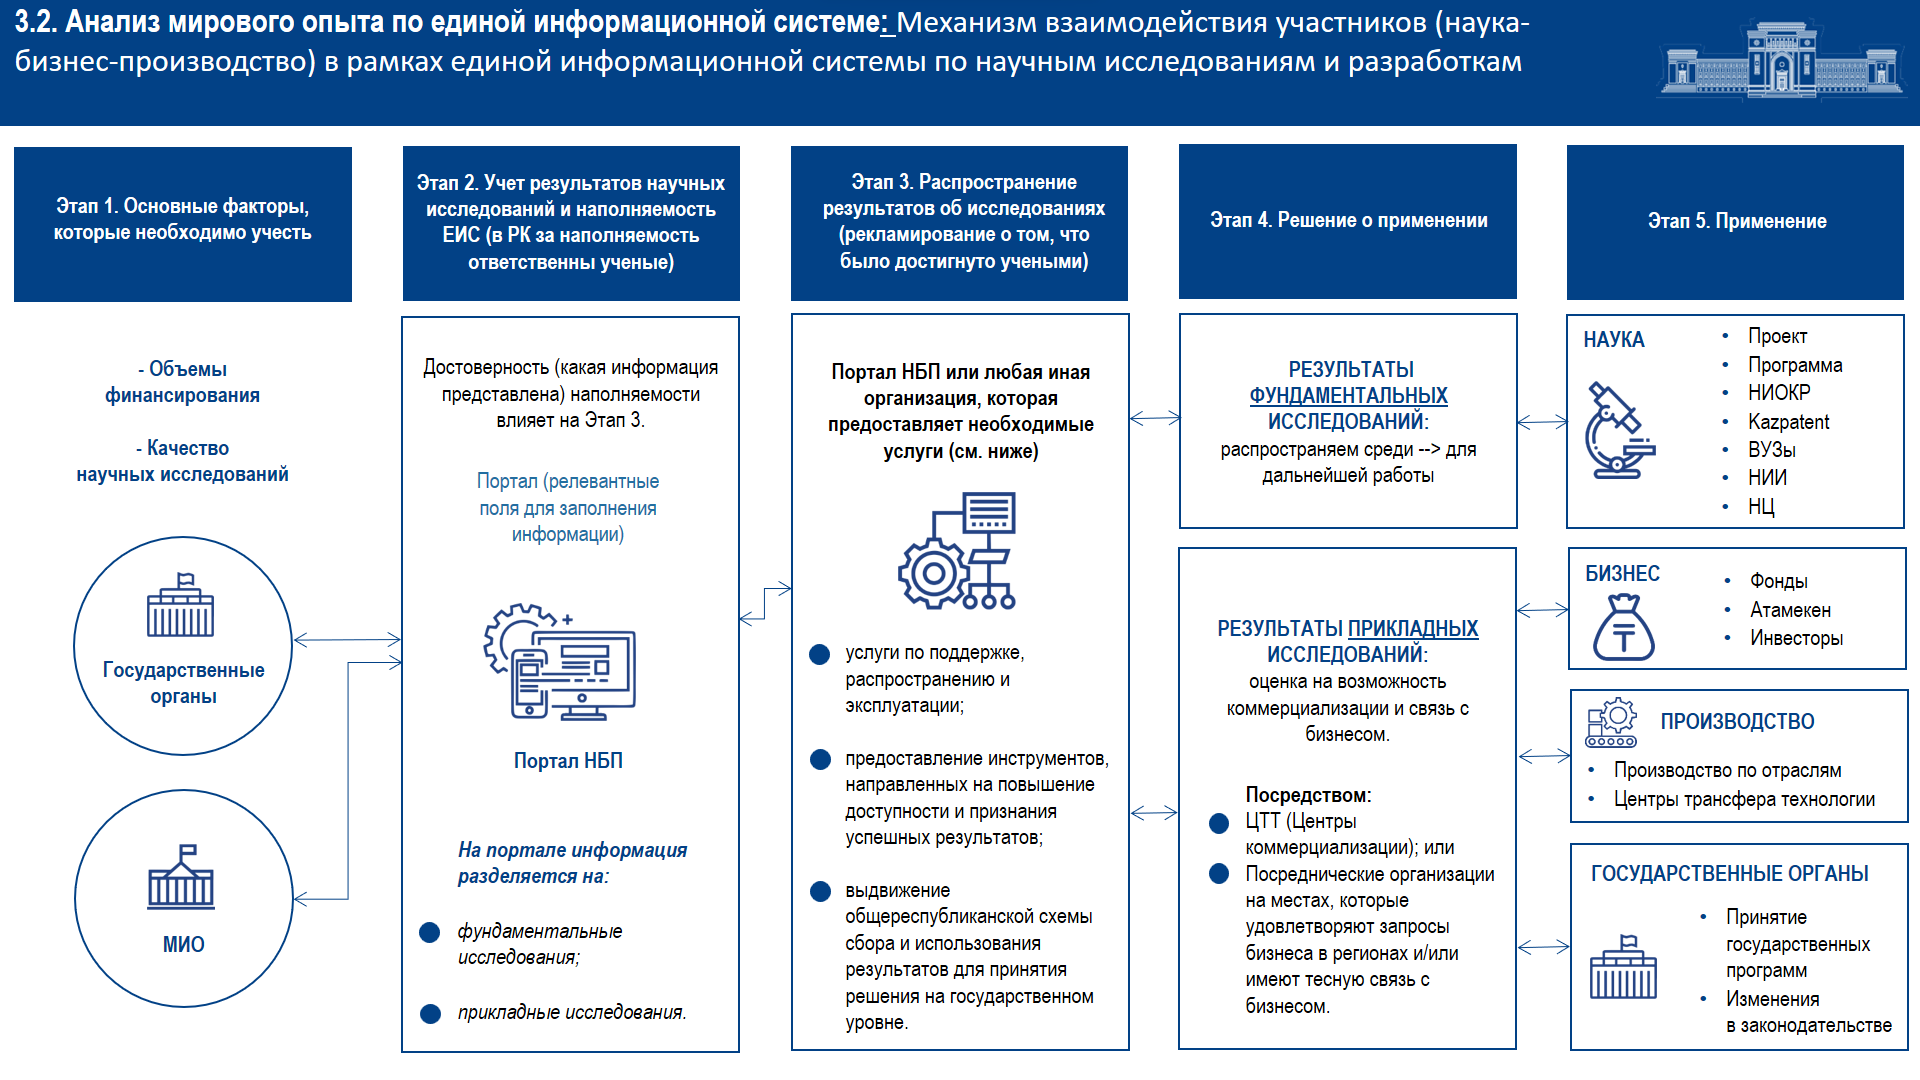 3.2. Анализ мирового опыта по единой информационной системе: Механизм взаимодействия участников (наука-
бизнес-производство) в рамках единой информационной системы по научным исследованиям и разработкам
Этап 1. Основные факторы,
которые необходимо учесть
- Объемы
финансирования
- Качество
научных исследований
Государственные
органы
МИО
Этап 2. Учет результатов научных
исследований и наполняемость
ЕИС (в РК за наполняемость
ответственны ученые)
Достоверность (какая информация
представлена) наполняемости
влияет на Этап 3.
Портал (релевантные
поля для заполнения
информации)
Портал НБП
На портале информация
разделяется на:
фундаментальные
исследования;
прикладные исследования.
Этап 3. Распространение
результатов об исследованиях
(рекламирование о том, что
было достигнуто учеными)
Портал НБП или любая иная
организация, которая
предоставляет необходимые
услуги (см. ниже)
услуги по поддержке,
распространению и
эксплуатации;
предоставление инструментов,
направленных на повышение
доступности и признания
успешных результатов;
выдвижение
общереспубликанской схемы
сбора и использования
результатов для принятия
решения на государственном
уровне.
Этап 4. Решение о применении
РЕЗУЛЬТАТЫ
ФУНДАМЕНТАЛЬНЫХ
ИССЛЕДОВАНИЙ:
распространяем среди --> для
дальнейшей работы
РЕЗУЛЬТАТЫ ПРИКЛАДНЫХ
ИССЛЕДОВАНИЙ:
оценка на возможность
коммерциализации и связь с
бизнесом.
Посредством:
ЦТТ (Центры
коммерциализации); или
Посреднические организации
на местах, которые
удовлетворяют запросы
бизнеса в регионах и/или
имеют тесную связь с
бизнесом.
Этап 5. Применение
НАУКА
• Проект
• Программа
• НИОКР
• Kazpatent
• ВУЗы
• НИИ
• НЦ
БИЗНЕС
• Фонды
• Атамекен
• Инвесторы
ПРОИЗВОДСТВО
• Производство по отраслям
• Центры трансфера технологии
ГОСУДАРСТВЕННЫЕ ОРГАНЫ
• Принятие
государственных
программ
• Изменения
в законодательстве